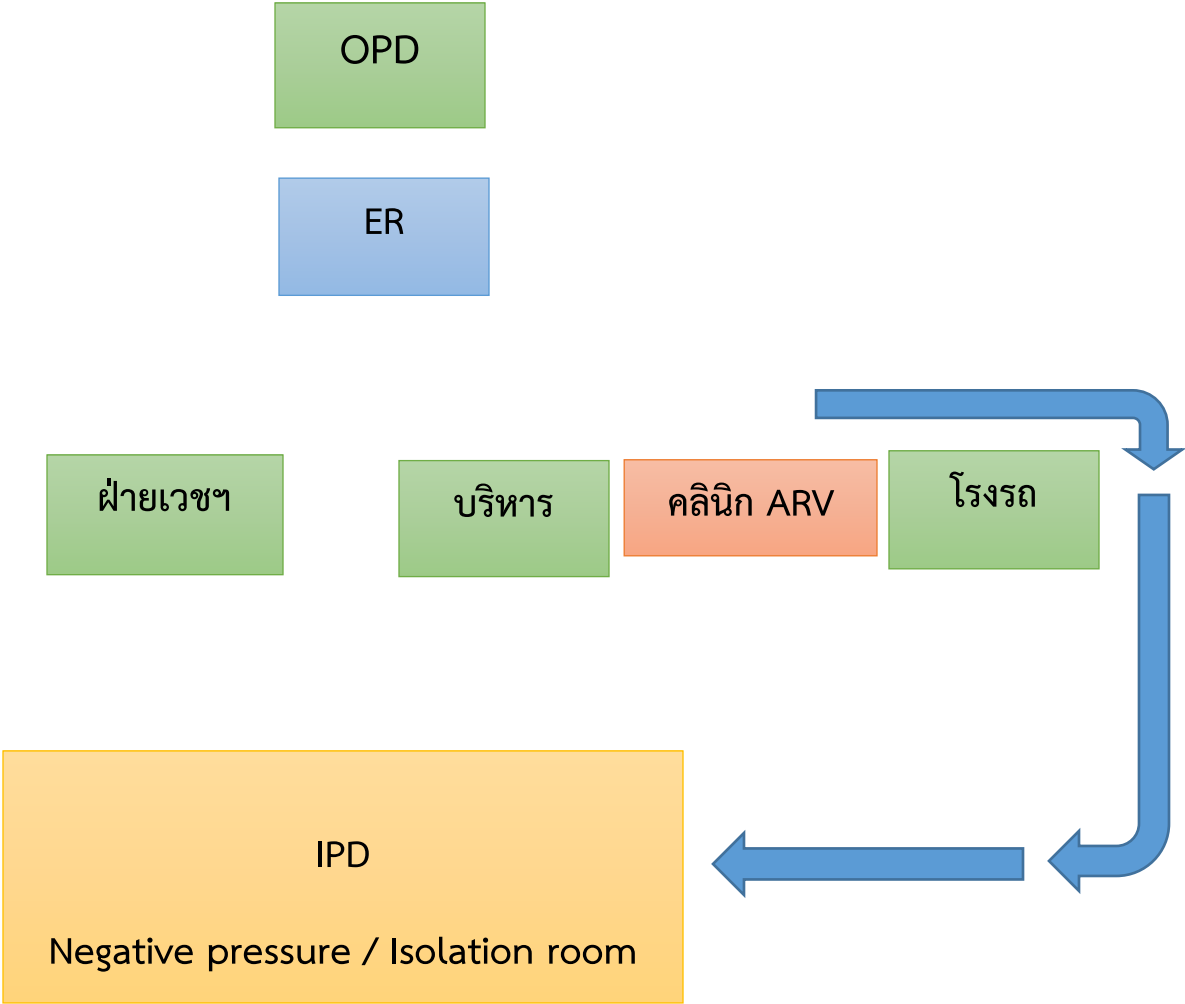 OPD
ER
ฝ่ายเวชฯ
บริหาร
คลินิก ARV
โรงรถ
IPD
Negative pressure / Isolation room